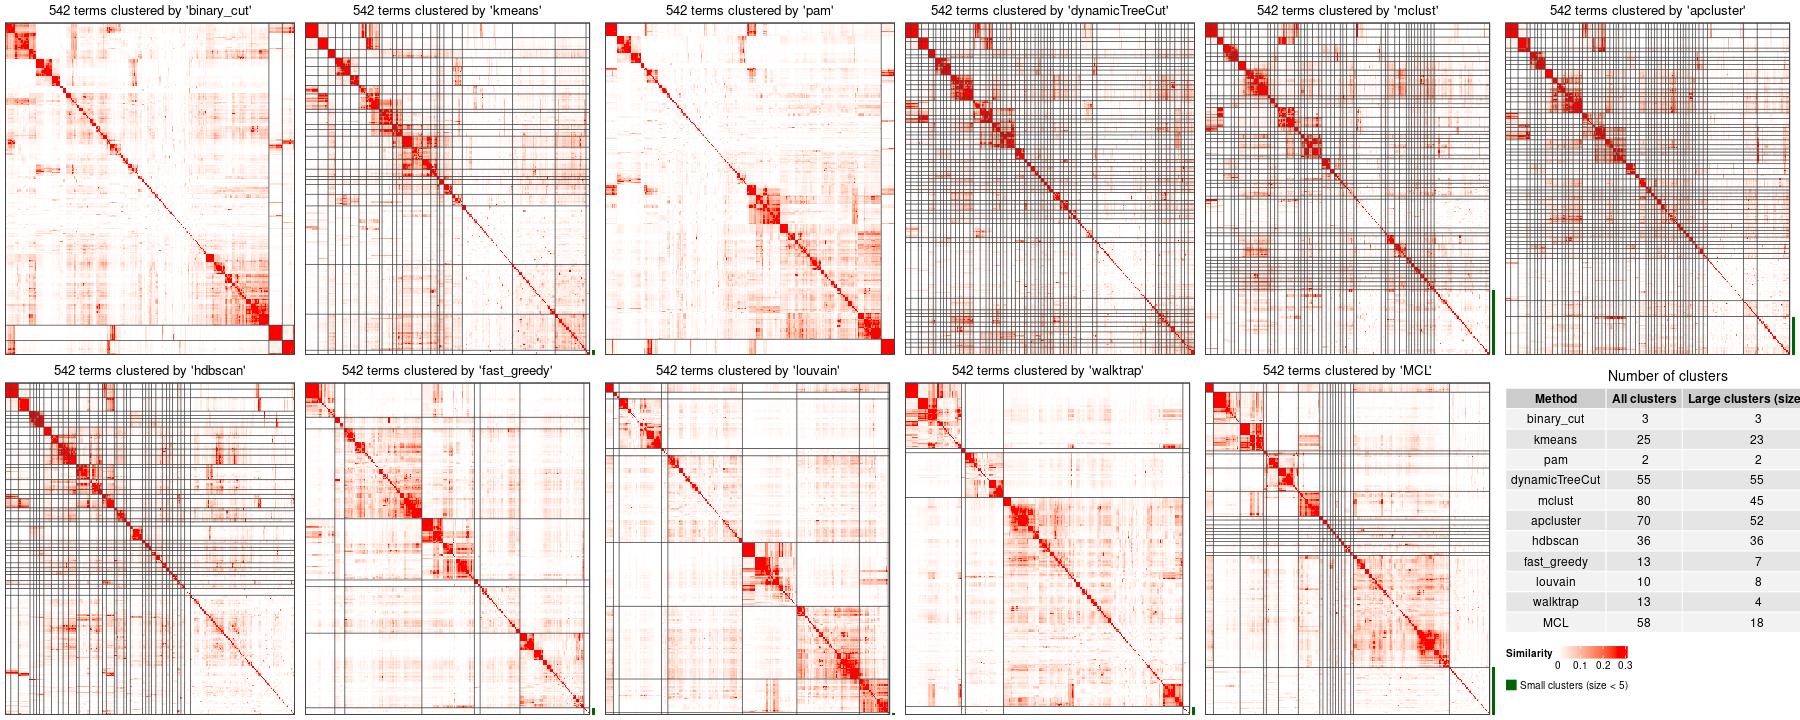 542 terms clustered by 'binary_cut'
542 terms clustered by 'kmeans'
542 terms clustered by 'pam'
542 terms clustered by 'dynamicTreeCut'
542 terms clustered by 'mclust'
542 terms clustered by 'apcluster'
542 terms clustered by 'hdbscan'
542 terms clustered by 'fast_greedy'
542 terms clustered by 'louvain'
542 terms clustered by 'walktrap'
542 terms clustered by 'MCL'
Number of clusters
Method All clusters Large clusters (size
binary_cut 3 3
kmeans 25 23
pam 2 2
dynamicTreeCut 55 55
mclust 80 45
apcluster 70 52
hdbscan 36 36
fast_greedy 13 7
louvain 10 8
walktrap 13 4
MCL 58 18
Similarity
0 0.1 0.2 0.3
Small clusters (size < 5)